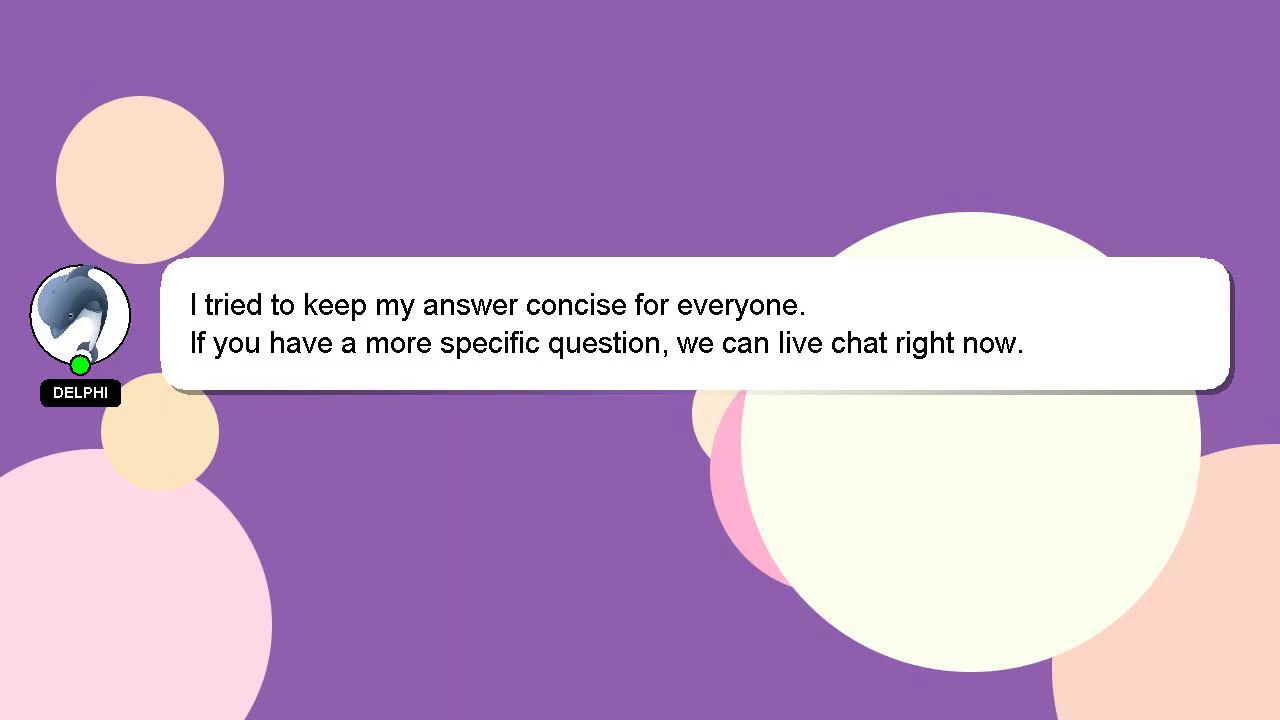 I tried to keep my answer concise for everyone.
If you have a more specific question, we can live chat right now.
DELPHI